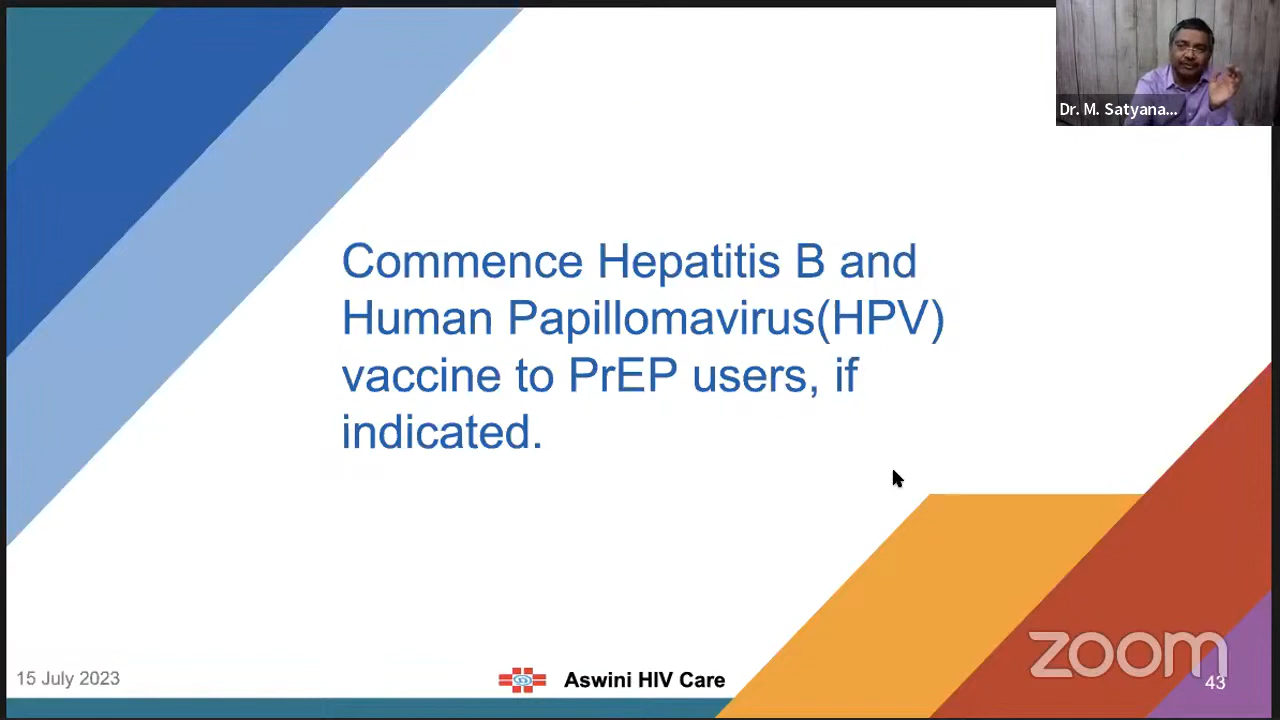 Dr. M. Satyana...
Commence Hepatitis B and
Human Papillomavirus(HPV)
vaccine to PrEP users, if
indicated.
zoom
15 July 2023
Aswini HIV Care
43